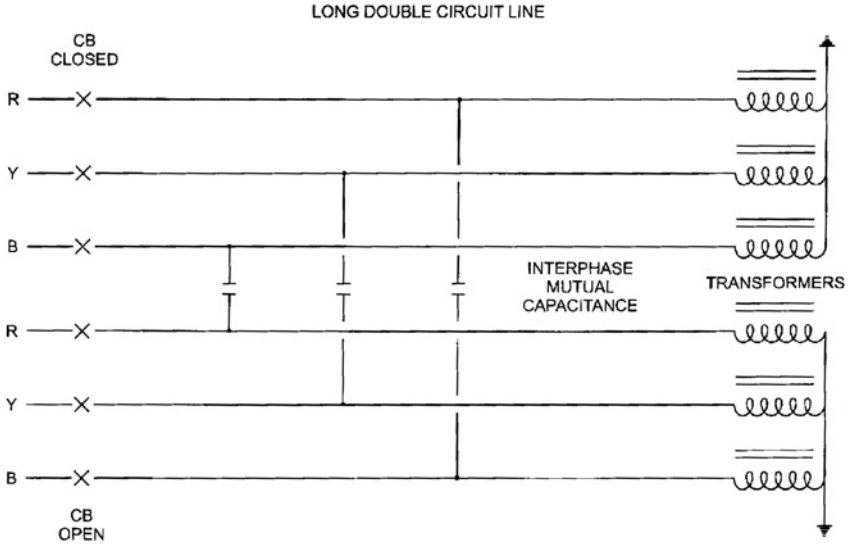 LONG DOUBLE CIRCUIT LINE
CB
CLOSED
R
Y
B
INTERPHASE
MUTUAL
CAPACITANCE
TRANSFORMERS
R
Y
B
CB
OPEN